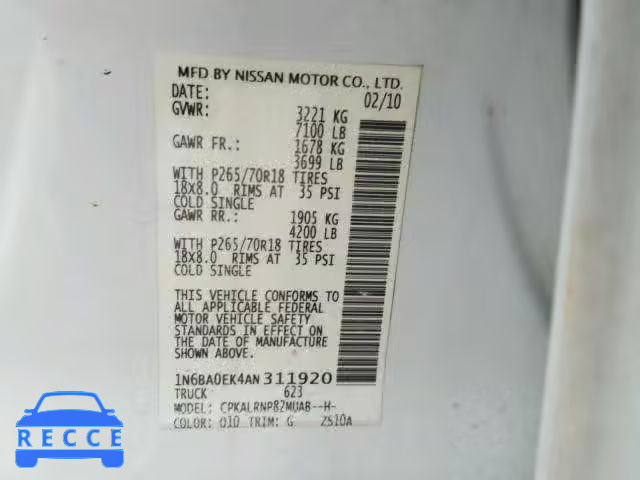 MFD BY NISSAN MOTOR CO., LTD.
DATE: 02/10
GVWR: 3221 KG
7100 LB
GAWR FR.: 1678 KG
3699 LB
WITH P265/70R18 TIRES
18X8.0 RIMS AT 35 PSI
COLD SINGLE
GAWR RR.: 1905 KG
4200 LB
WITH P265/70R18 TIRES
18X8.0 RIMS AT 35 PSI
COLD SINGLE
THIS VEHICLE CONFORMS TO
ALL APPLICABLE FEDERAL
MOTOR VEHICLE SAFETY
STANDARDS IN EFFECT ON
THE DATE OF MANUFACTURE
SHOWN ABOVE.
1N6BA0EK4AN311920
TRUCK 623
MODEL: CPKALRNP82MUAB--H-
COLOR: 010 TRIM: G 2S10A
BIDFAX